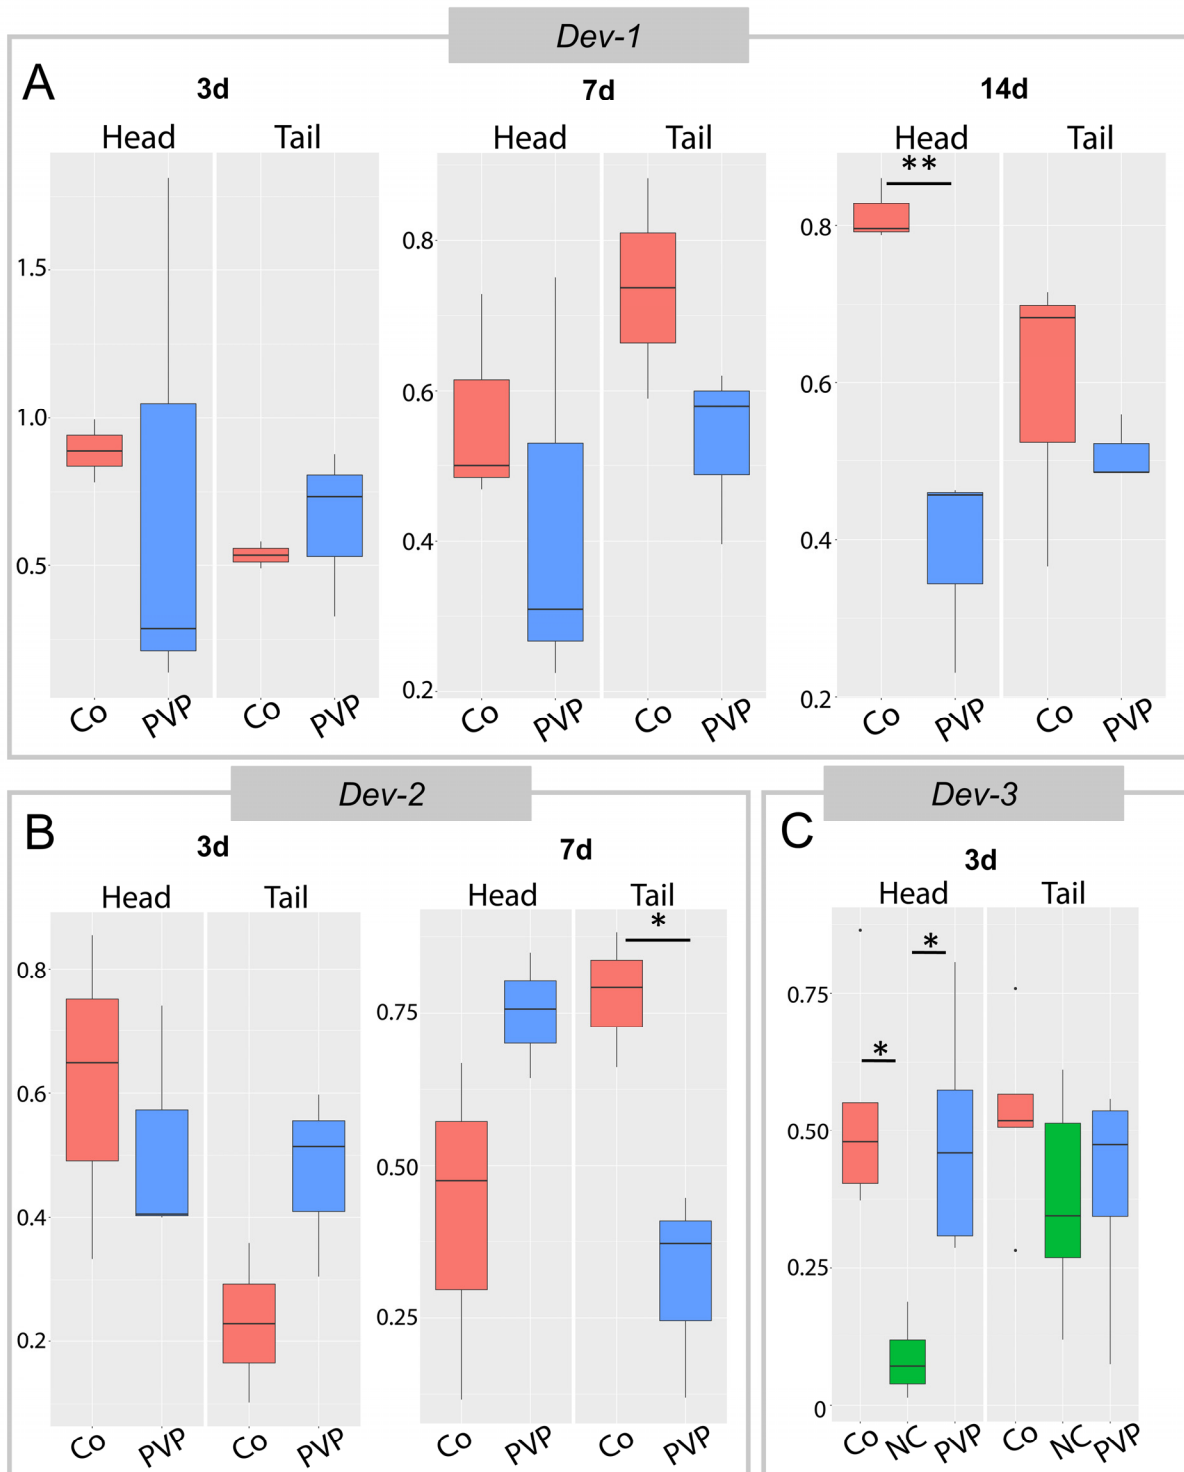 Dev-1
A
3d 7d 14d
Head Tail Head Tail Head Tail
** 
1.5
1.0
0.5
0.8
0.6
0.4
0.2
0.8
0.6
0.4
0.2
Co PVP Co PVP Co PVP Co PVP Co PVP Co PVP
Dev-2
B
3d 7d
Head Tail Head Tail
*
0.8
0.6
0.4
0.2
0.75
0.50
0.25
Co PVP Co PVP Co PVP Co PVP
Dev-3
C
3d
Head Tail
*
*
0.75
0.50
0.25
0
Co NC PVP Co NC PVP